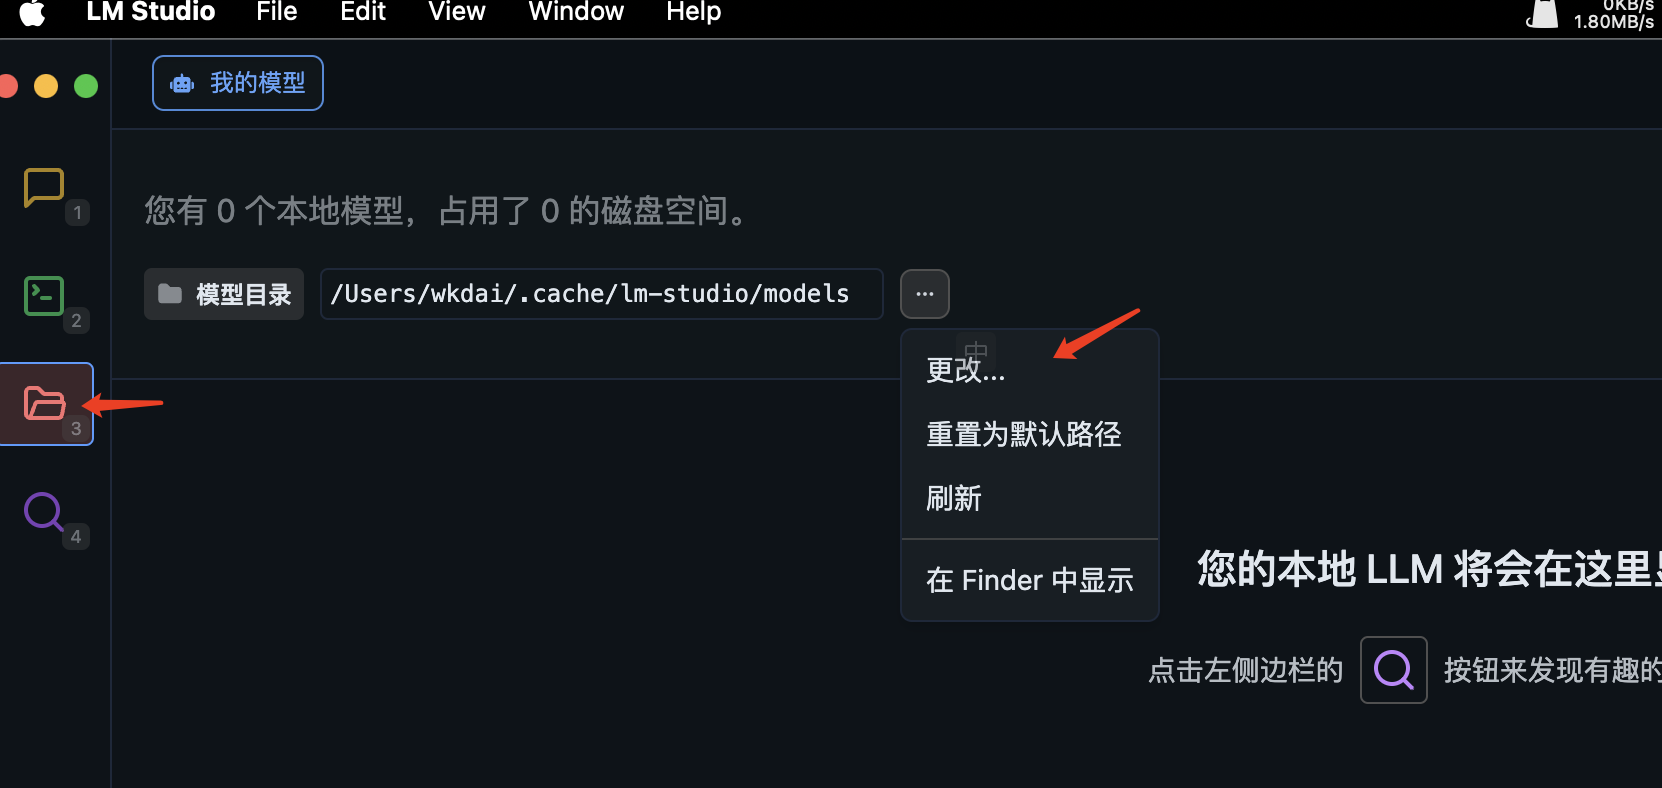 LM Studio File Edit View Window Help
0KB/s
1.80MB/s
我的模型
1
您有 0 个本地模型，占用了 0 的磁盘空间。
模型目录 /Users/wkdai/.cache/lm-studio/models ...
2
中
更改...
3
重置为默认路径
刷新
4
在 Finder 中显示
您的本地 LLM 将会在这里
点击左侧边栏的 按钮来发现有趣的